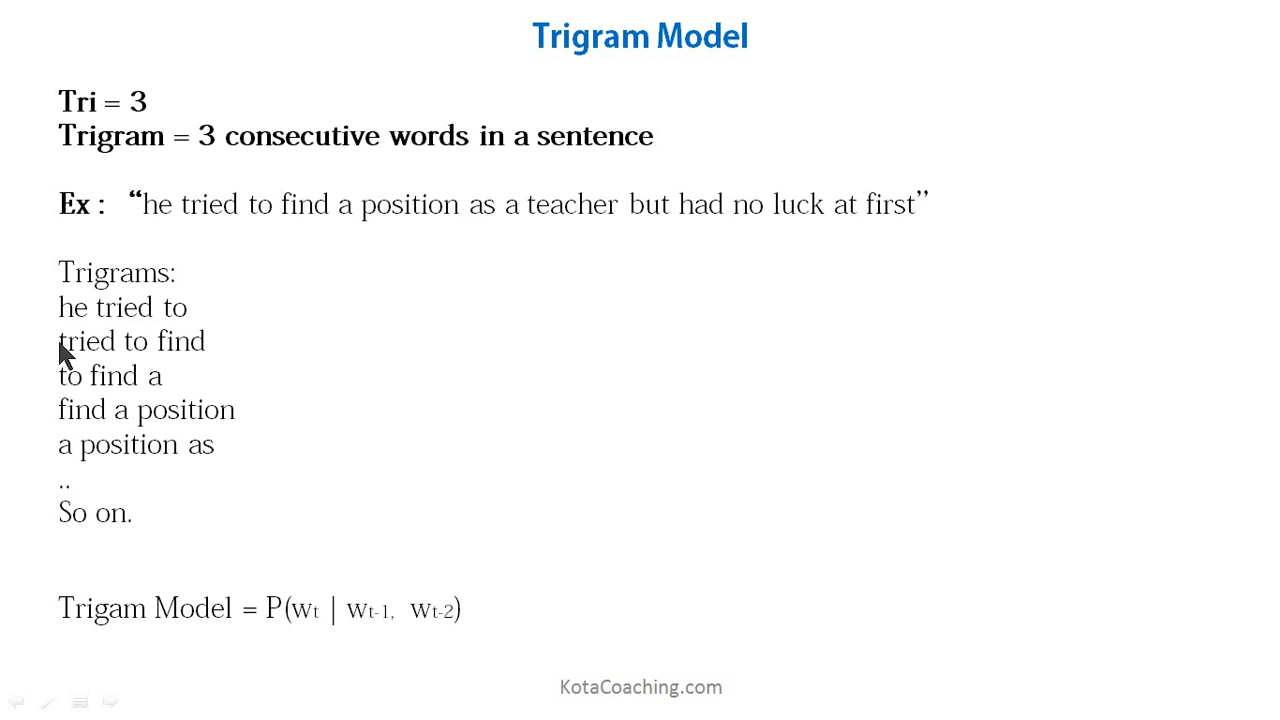 Trigram Model
Tri = 3
Trigram = 3 consecutive words in a sentence
Ex : “he tried to find a position as a teacher but had no luck at first”
Trigrams:
he tried to
tried to find
to find a
find a position
a position as
..
So on.
Trigam Model = P(wt | wt-1, wt-2)
KotaCoaching.com